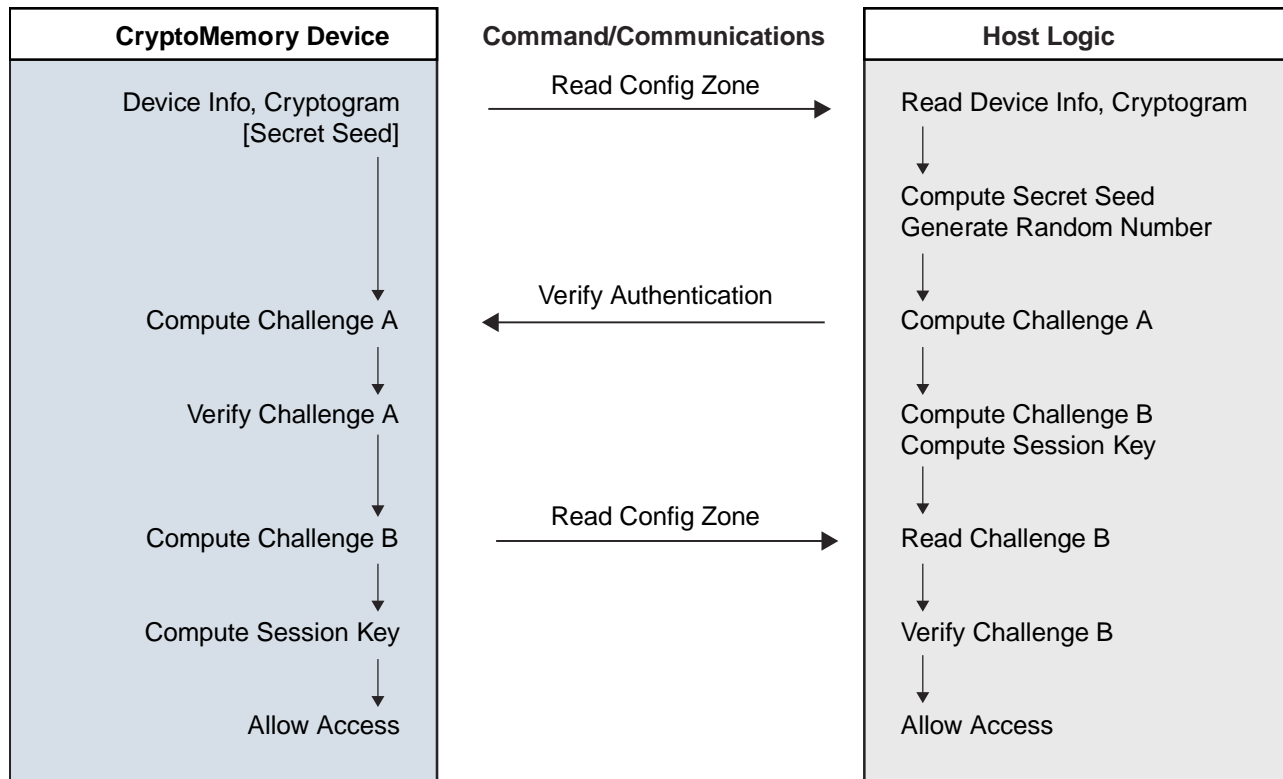 CryptoMemory Device
Command/Communications
Host Logic
Device Info, Cryptogram
[Secret Seed]
Read Config Zone
Read Device Info, Cryptogram
Compute Secret Seed
Generate Random Number
Verify Authentication
Compute Challenge A
Compute Challenge A
Verify Challenge A
Compute Challenge B
Compute Session Key
Compute Challenge B
Read Config Zone
Read Challenge B
Compute Session Key
Verify Challenge B
Allow Access
Allow Access